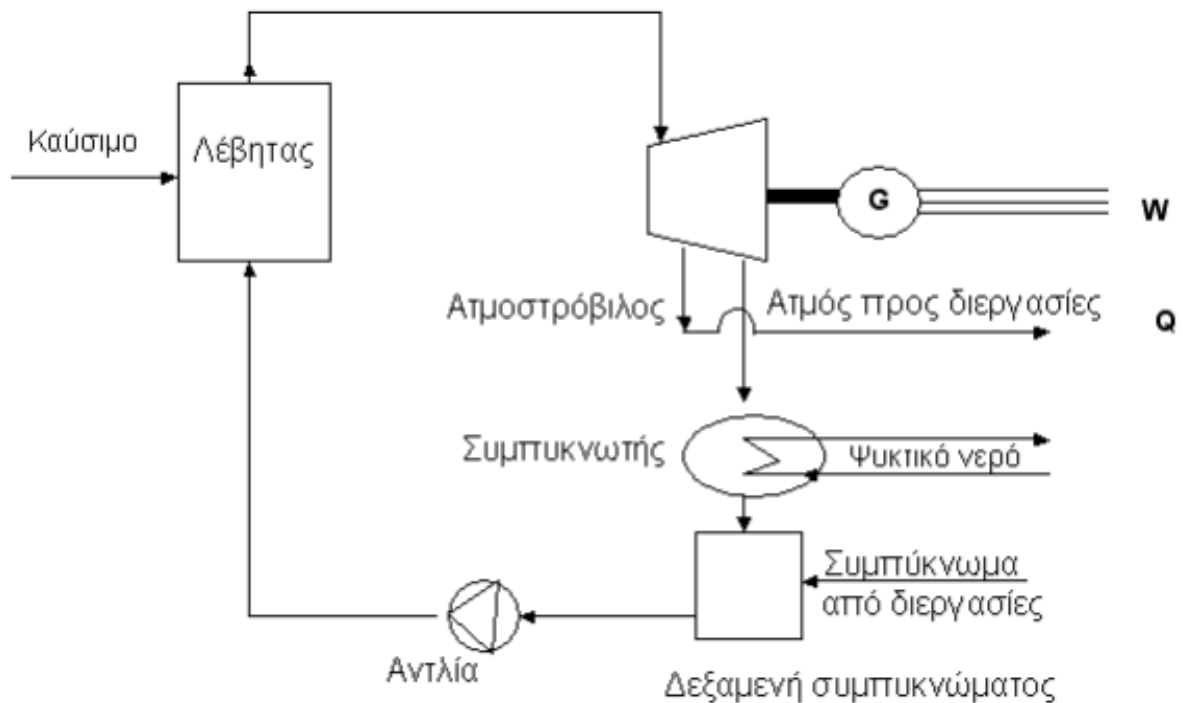 Καύσιμο
Λέβητας
G
W
Ατμοστρόβιλος
Ατμός προς διεργασίες
Q
Συμπυκνωτής
Ψυκτικό νερό
Συμπύκνωμα
από διεργασίες
Αντλία
Δεξαμενή συμπυκνώματος